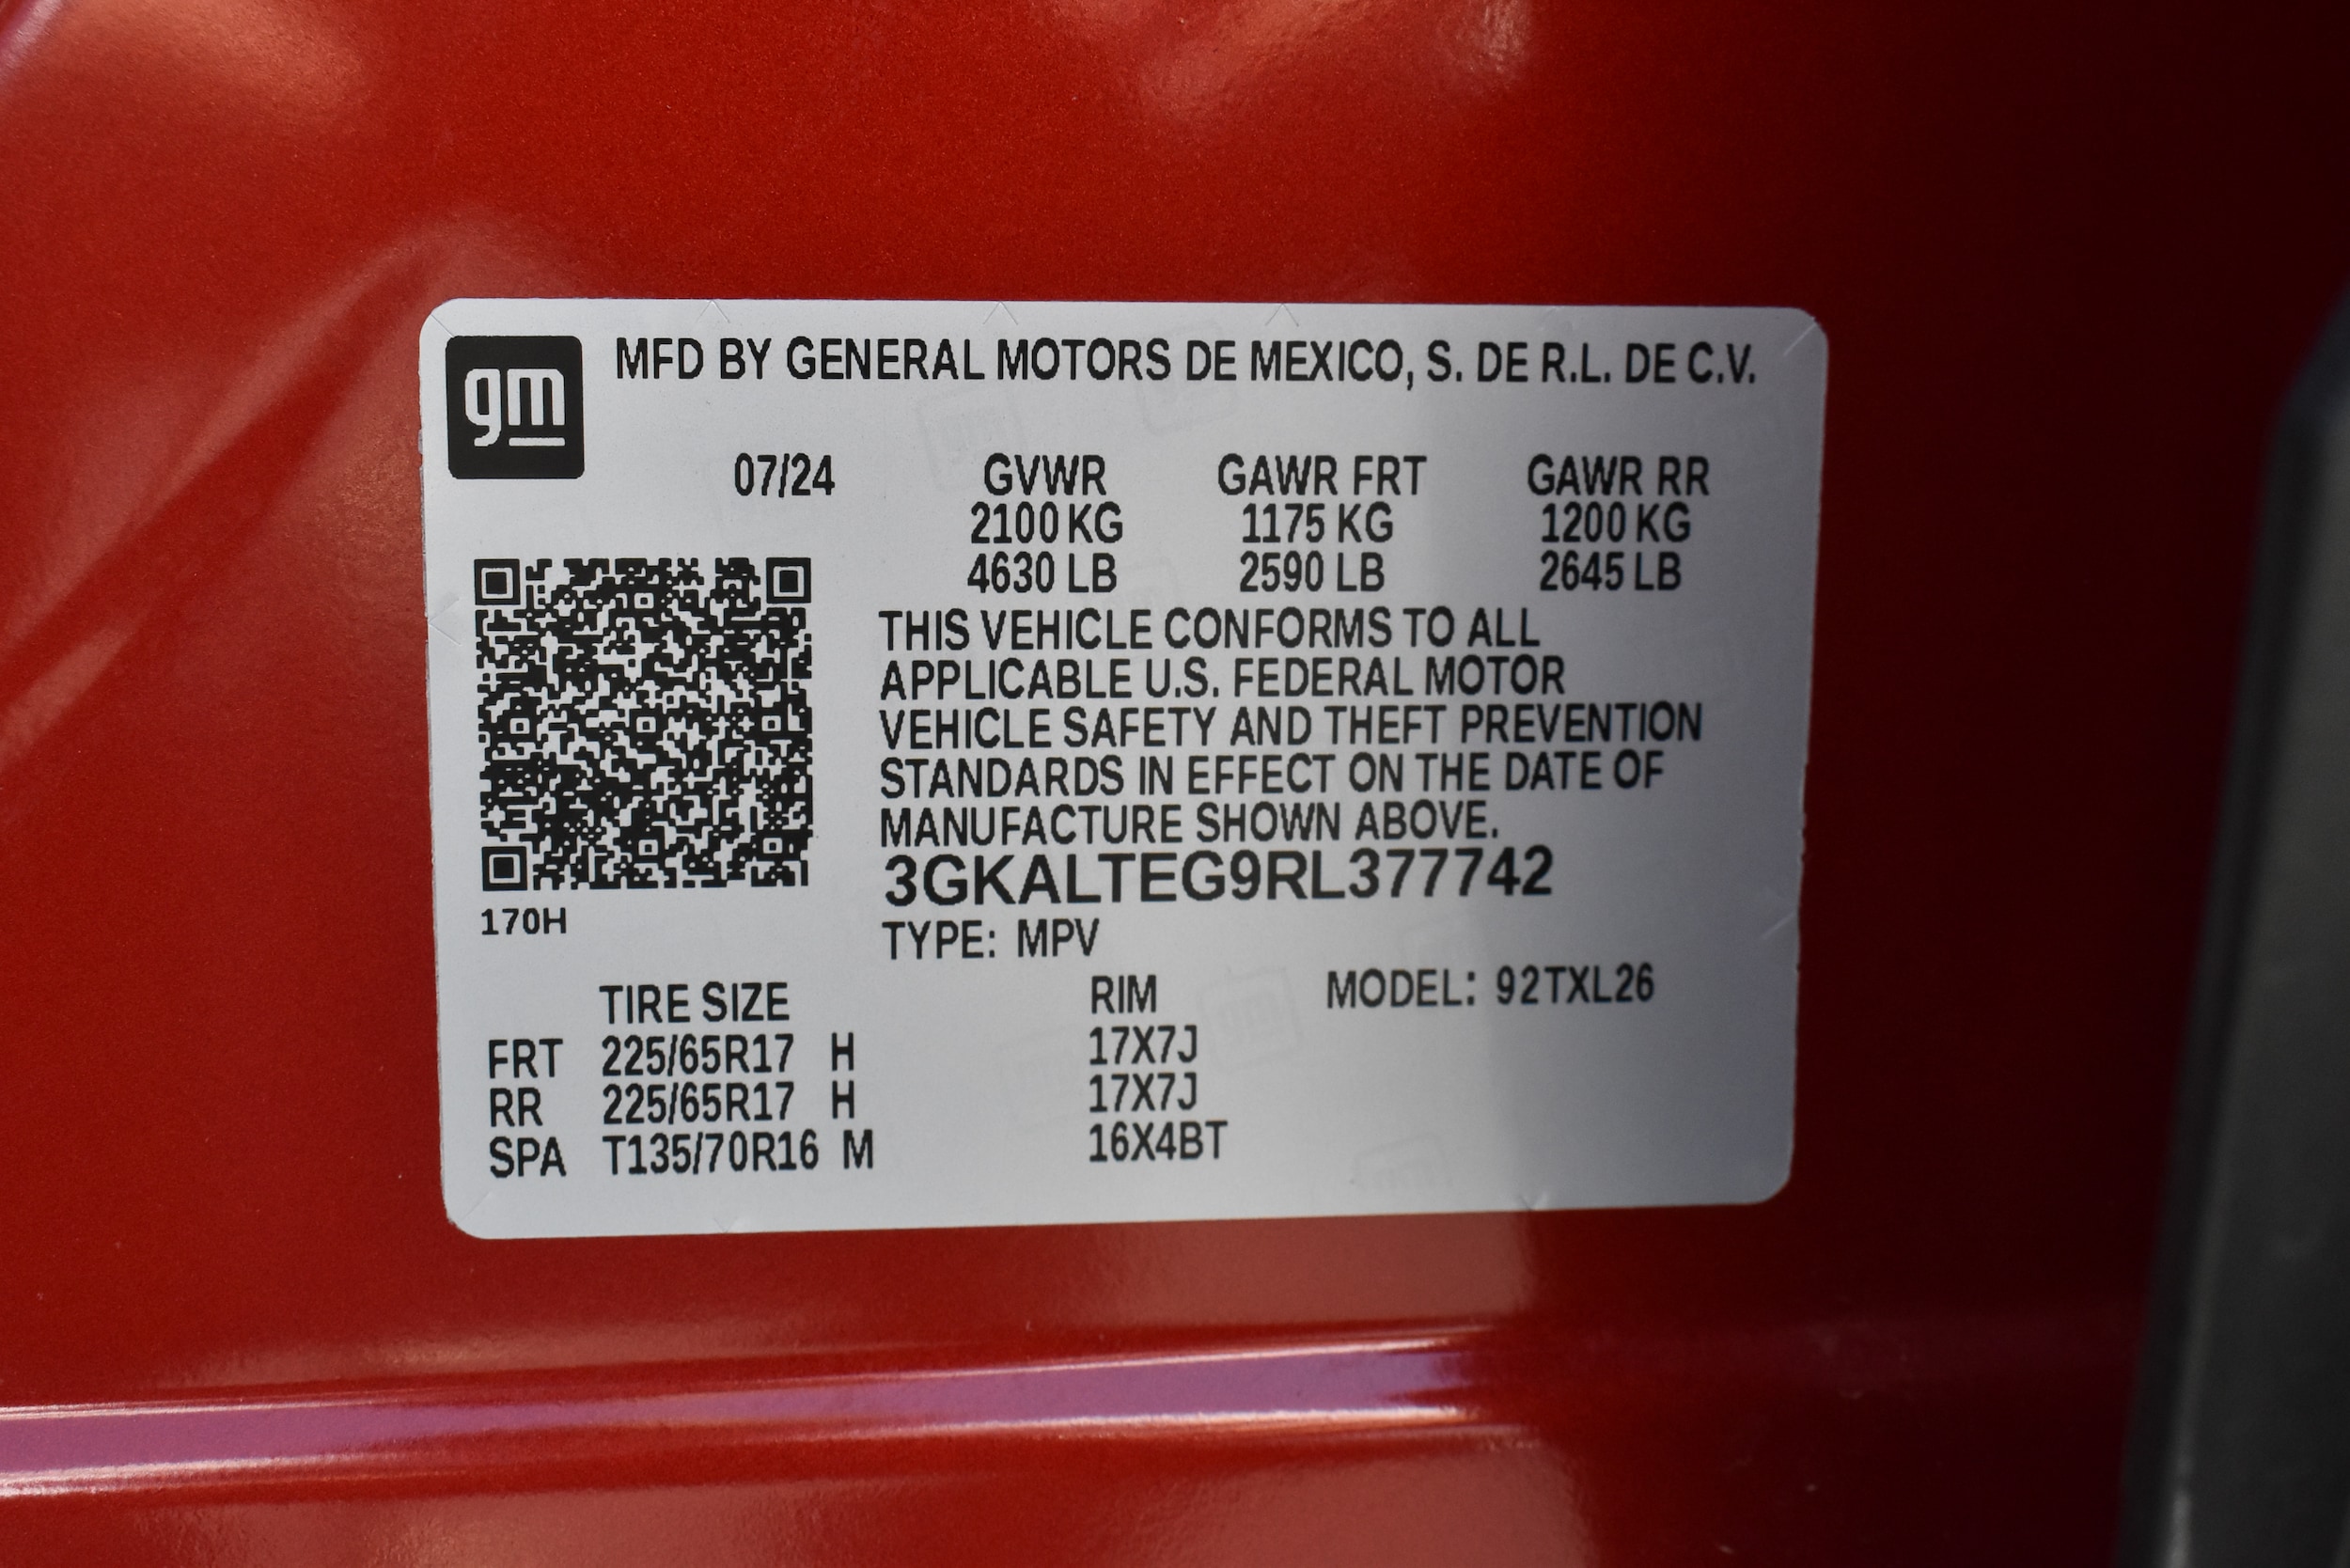 gm
MFD BY GENERAL MOTORS DE MEXICO, S. DE R.L. DE C.V.
07/24 GVWR GAWR FRT GAWR RR
2100 KG 1175 KG 1200 KG
4630 LB 2590 LB 2645 LB
THIS VEHICLE CONFORMS TO ALL
APPLICABLE U.S. FEDERAL MOTOR
VEHICLE SAFETY AND THEFT PREVENTION
STANDARDS IN EFFECT ON THE DATE OF
MANUFACTURE SHOWN ABOVE.
3GKALTEG9RL377742
170H
TYPE: MPV
TIRE SIZE RIM MODEL: 92TXL26
FRT 225/65R17 H 17X7J
RR 225/65R17 H 17X7J
SPA T135/70R16 M 16X4BT